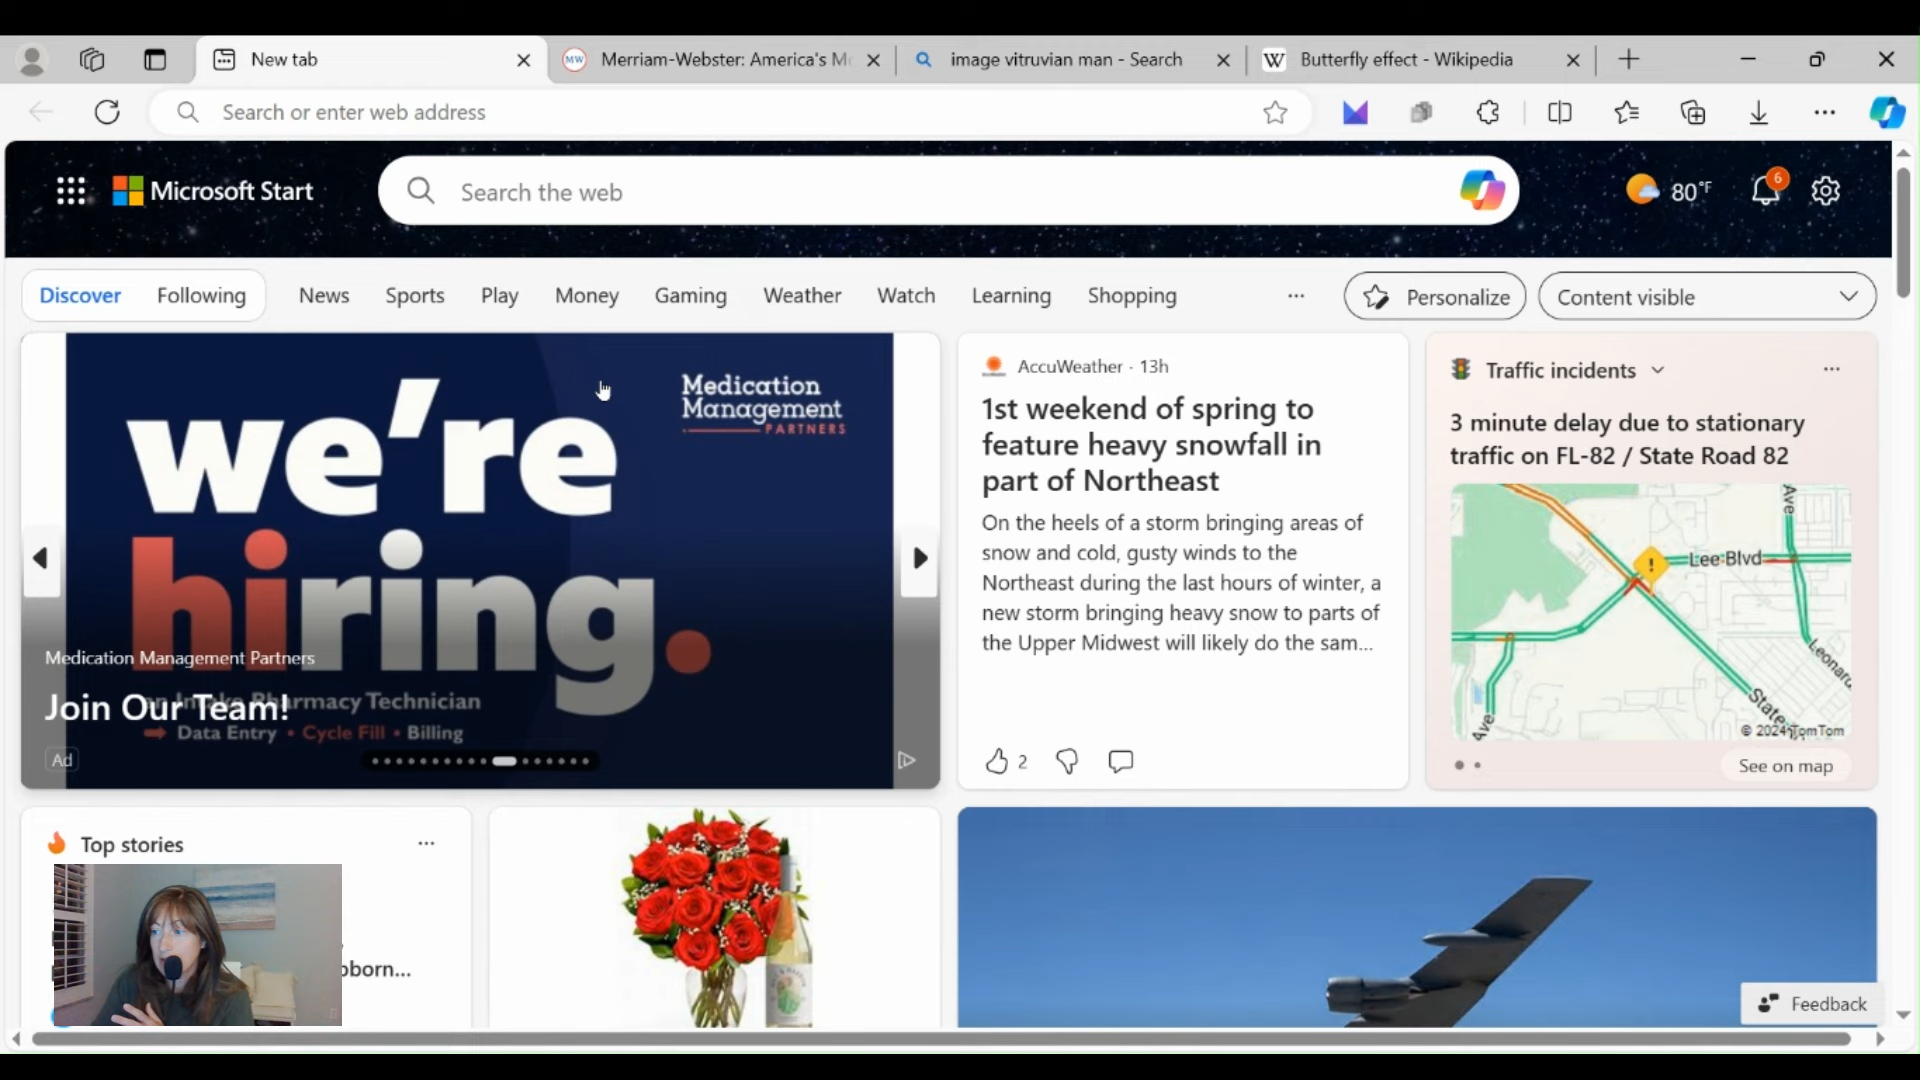 New tab
MW
Merriam-Webster: America's M
image vitruvian man - Search
W
Butterfly effect - Wikipedia
Search or enter web address
Microsoft Start
Search the web
80°F
6
Discover
Following
News
Sports
Play
Money
Gaming
Weather
Watch
Learning
Shopping
Personalize
Content visible
we're
hiring.
Medication
Management
PARTNERS
Medication Management Partners
Join Our Team!
Pharmacy Technician
Data Entry • Cycle Fill • Billing
Ad
AccuWeather · 13h
1st weekend of spring to
feature heavy snowfall in
part of Northeast
On the heels of a storm bringing areas of
snow and cold, gusty winds to the
Northeast during the last hours of winter, a
new storm bringing heavy snow to parts of
the Upper Midwest will likely do the sam...
2
Traffic incidents
3 minute delay due to stationary
traffic on FL-82 / State Road 82
Ave
Lee Blvd
Leonard
State
Ave
© 2024 TomTom
See on map
Top stories
born...
Feedback